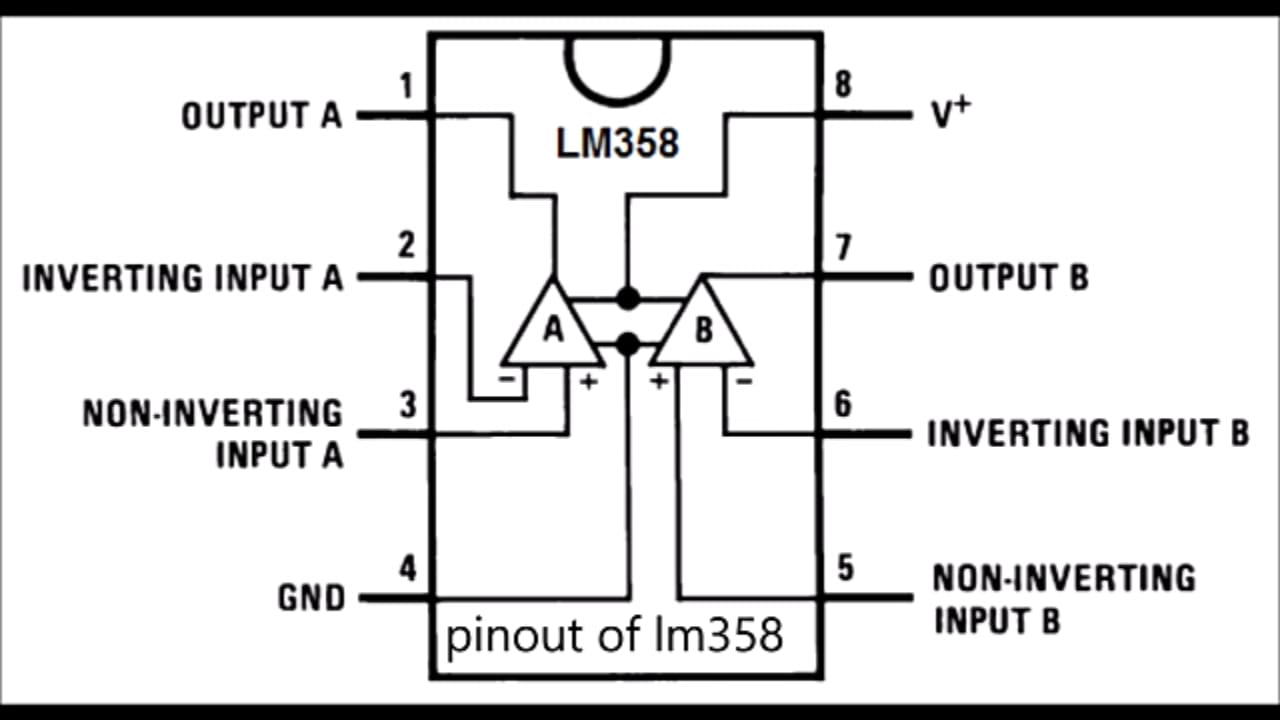 1
OUTPUT A
2
INVERTING INPUT A
3
NON-INVERTING
INPUT A
4
GND
LM358
A
B
- +
+ -
8
V+
7
OUTPUT B
6
INVERTING INPUT B
5
NON-INVERTING
INPUT B
pinout of lm358